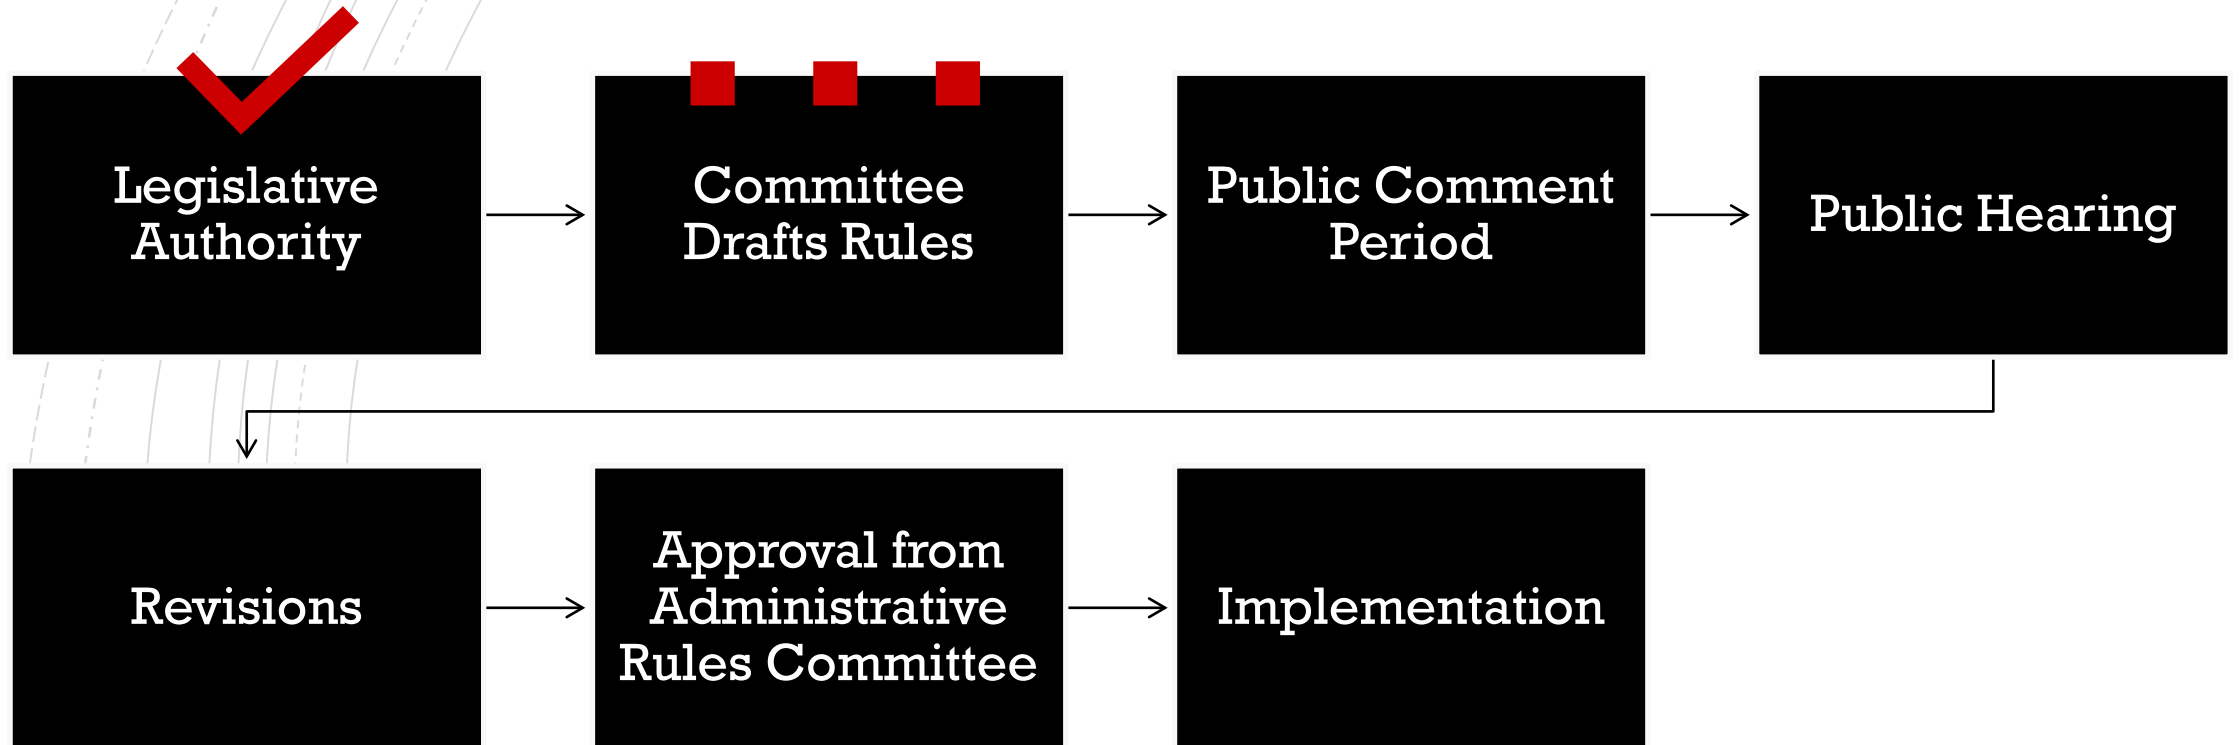 Legislative
Authority
Committee
Drafts Rules
Public Comment
Period
Public Hearing
Revisions
Approval from
Administrative
Rules Committee
Implementation